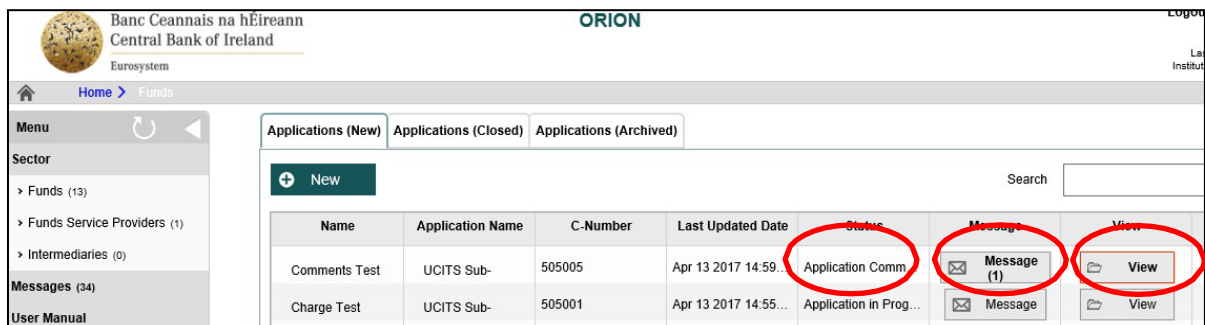 Banc Ceannais na hÉireann
Central Bank of Ireland
Eurosystem
ORION
Home > Funds
Menu
Sector
> Funds (13)
> Funds Service Providers (1)
> Intermediaries (0)
Messages (34)
User Manual
Applications (New) Applications (Closed) Applications (Archived)
New
Search
Name Application Name C-Number Last Updated Date Status Message View
Comments Test UCITS Sub- 505005 Apr 13 2017 14:59... Application Comm... Message (1) View
Charge Test UCITS Sub- 505001 Apr 13 2017 14:55... Application in Prog... Message View